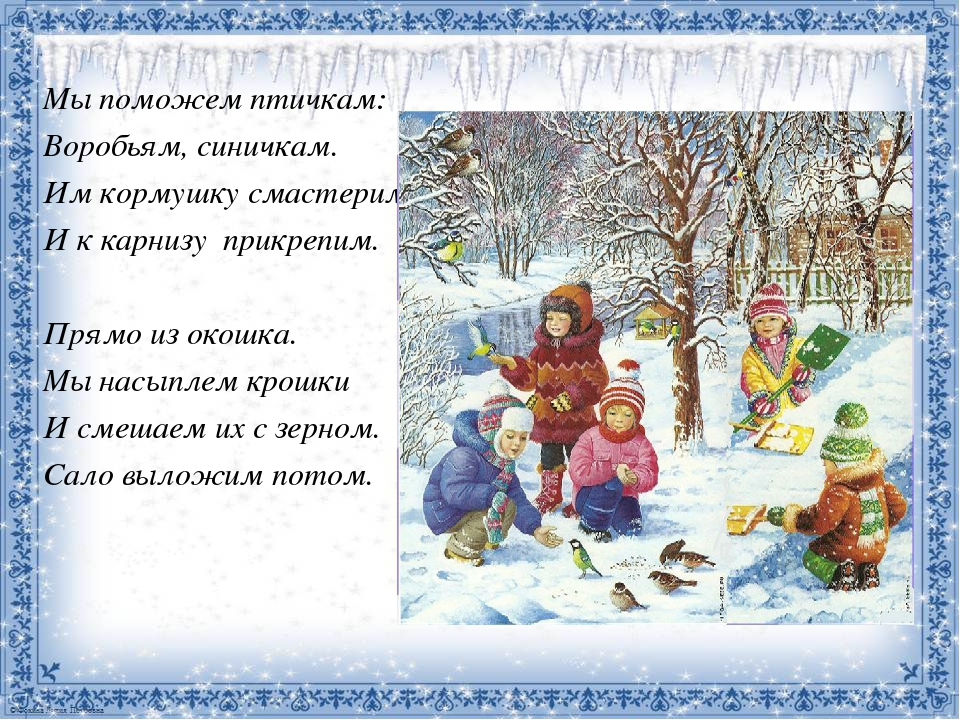 Мы поможем птичкам:
Воробьям, синичкам.
Им кормушку смастерим
И к карнизу прикрепим.
Прямо из окошка.
Мы насыплем крошки
И смешаем их с зерном.
Сало выложим потом.